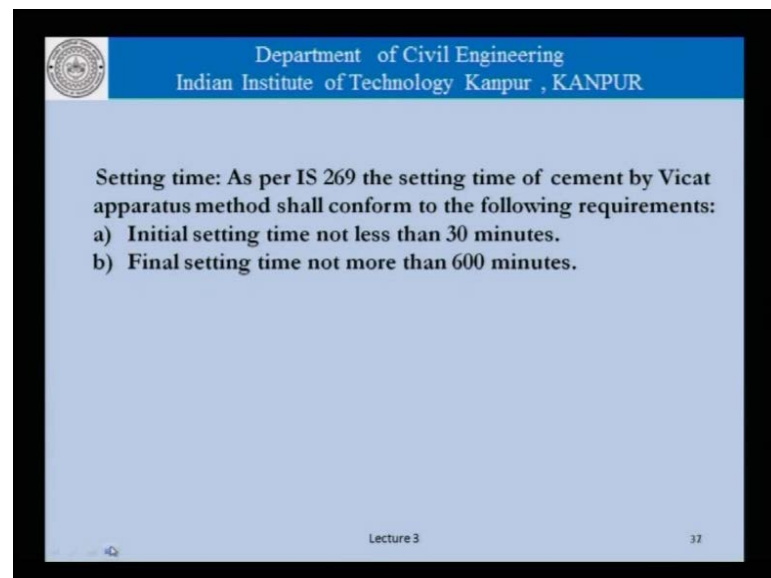 Department of Civil Engineering
Indian Institute of Technology Kanpur , KANPUR
Setting time: As per IS 269 the setting time of cement by Vicat
apparatus method shall conform to the following requirements:
a) Initial setting time not less than 30 minutes.
b) Final setting time not more than 600 minutes.
Lecture 3
37